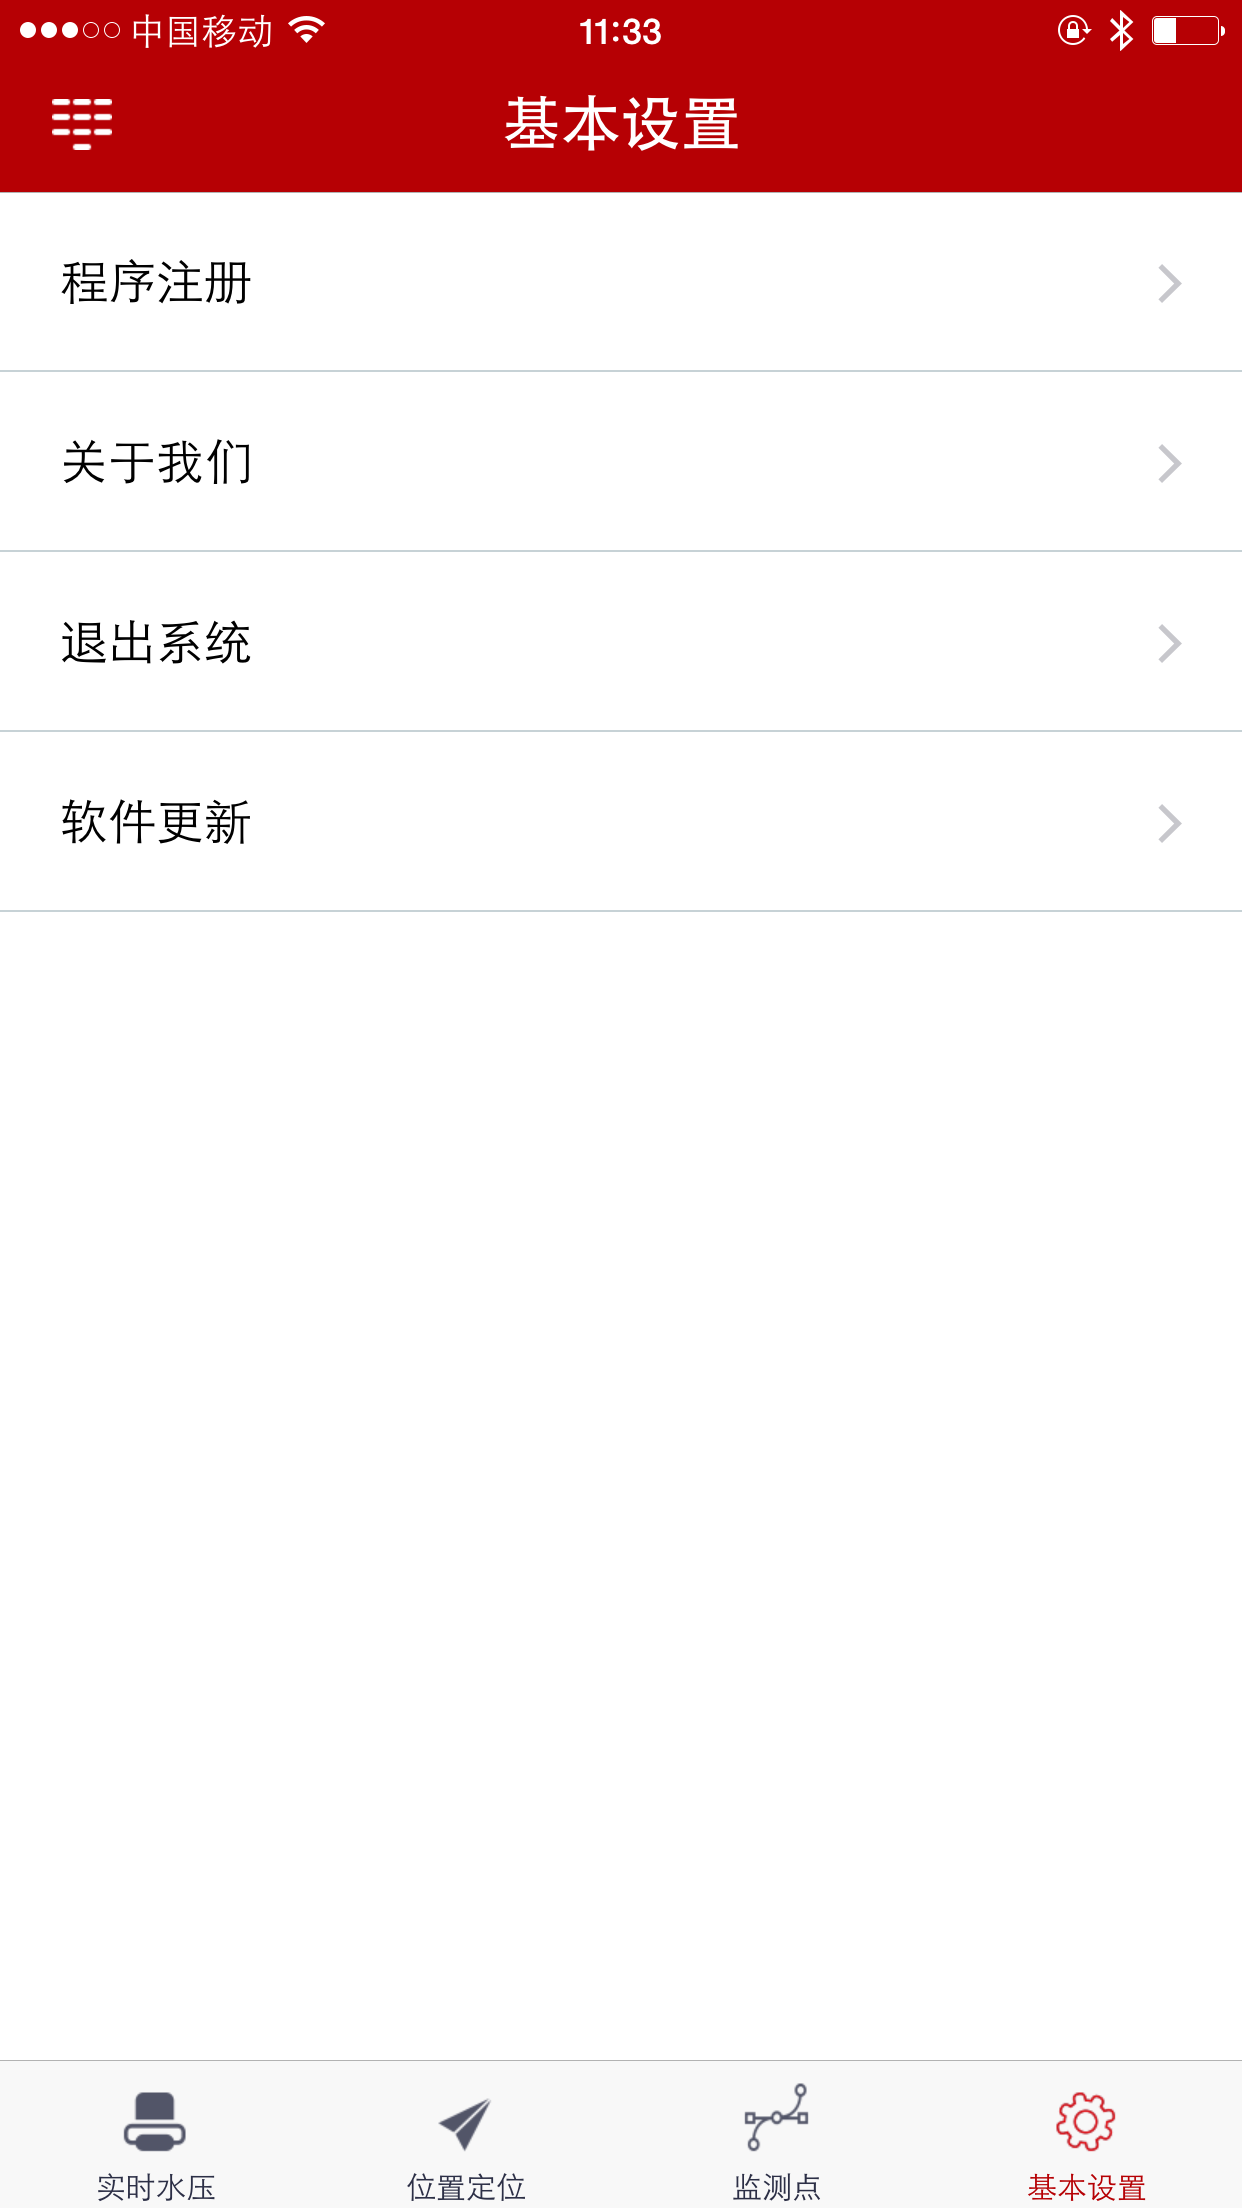 中国移动 11:33
基本设置
程序注册
关于我们
退出系统
软件更新
实时水压 位置定位 监测点 基本设置